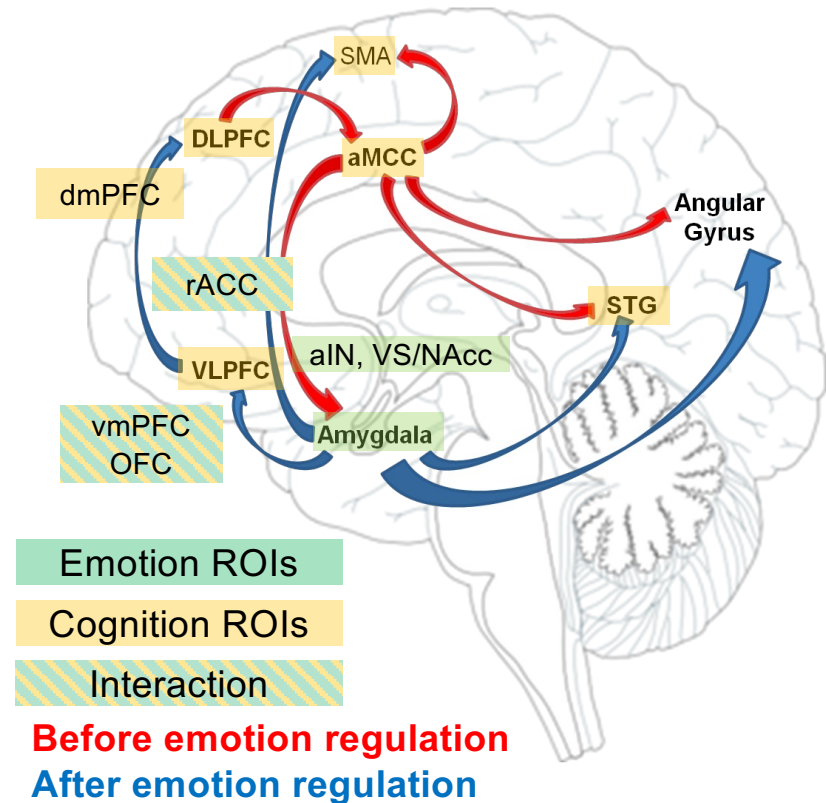 SMA
DLPFC
aMCC
dmPFC
Angular
Gyrus
rACC
STG
aIN, VS/NAcc
VLPFC
vmPFC
OFC
Amygdala
Emotion ROIs
Cognition ROIs
Interaction
Before emotion regulation
After emotion regulation